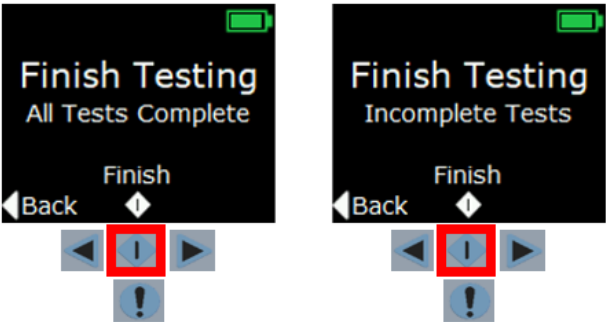 Finish Testing
All Tests Complete
Finish
Back
Finish Testing
Incomplete Tests
Finish
Back